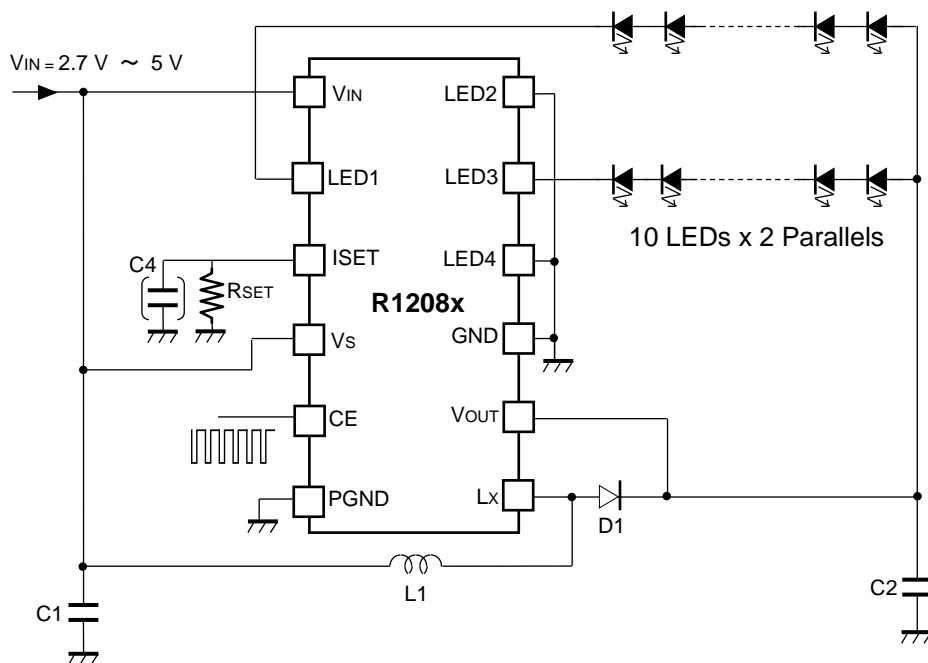 VIN = 2.7 V ~ 5 V
VIN
LED2
LED1
LED3
10 LEDs x 2 Parallels
C4
RSET
ISET
LED4
R1208x
VS
GND
CE
VOUT
PGND
LX
D1
L1
C1
C2